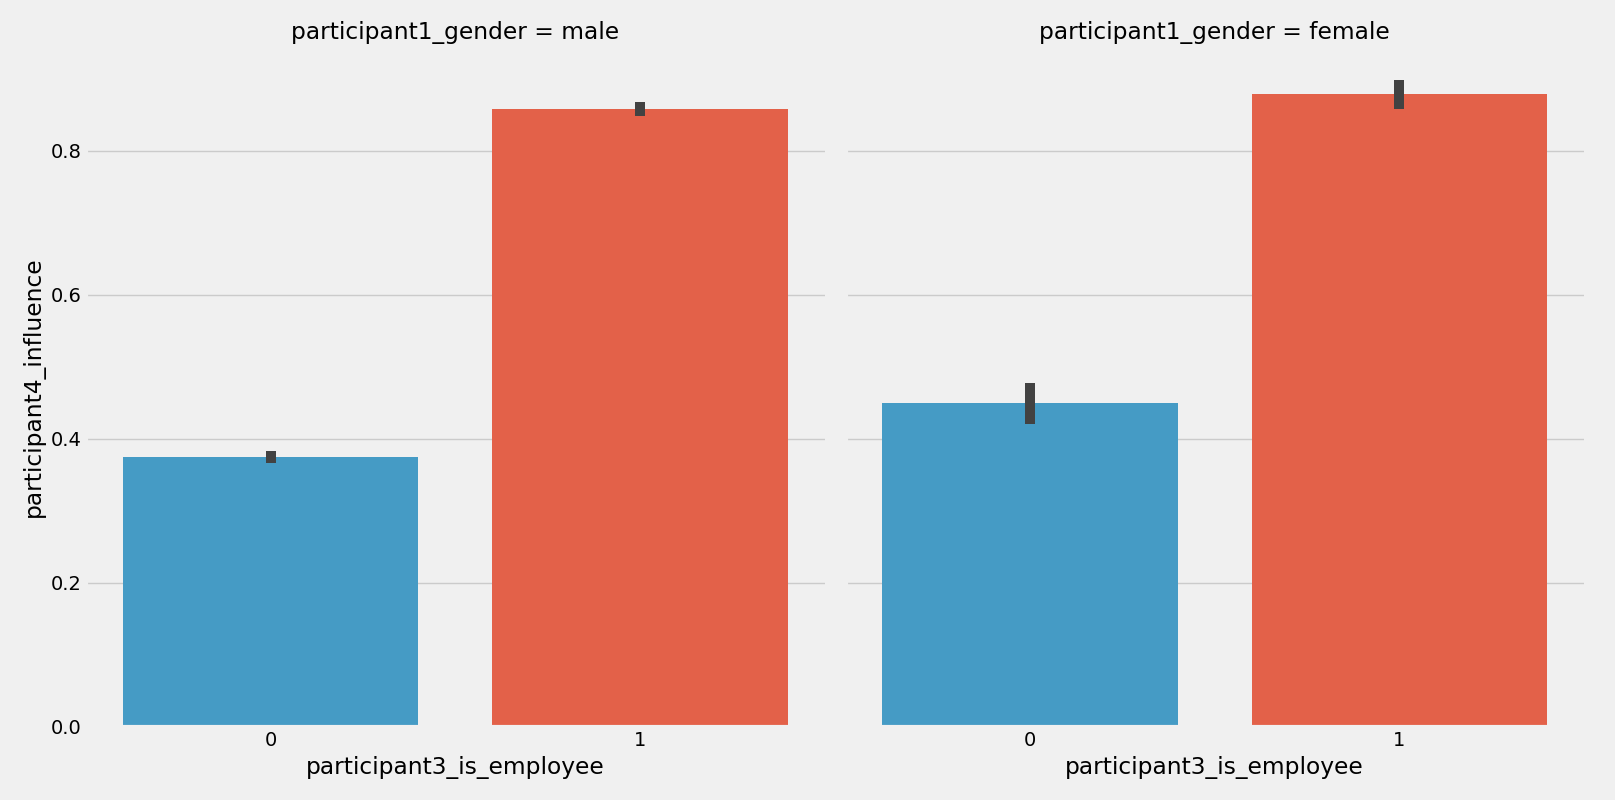 participant1_gender = male
participant1_gender = female
participant4_influence
0.8
0.6
0.4
0.2
0.0
0 1
0 1
participant3_is_employee
participant3_is_employee